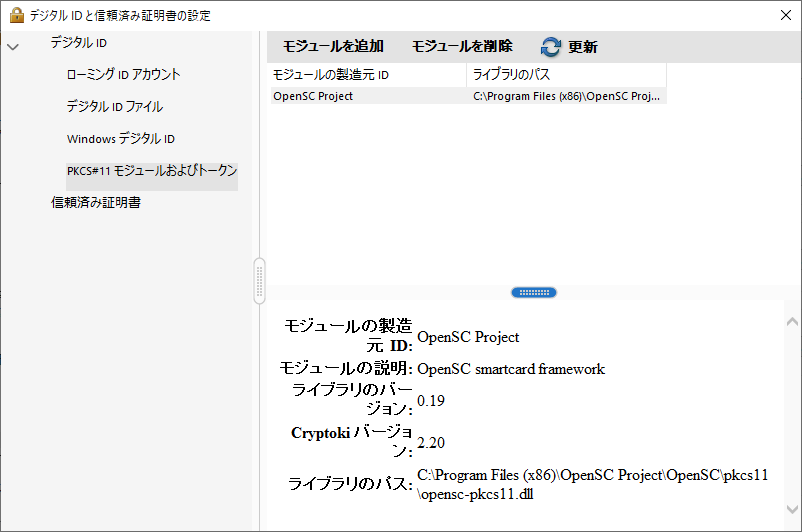 デジタル ID と信頼済み証明書の設定
デジタル ID
ローミング ID アカウント
デジタル ID ファイル
Windows デジタル ID
PKCS#11 モジュールおよびトークン
信頼済み証明書
モジュールを追加 モジュールを削除 更新
モジュールの製造元 ID ライブラリのパス
OpenSC Project C:\Program Files (x86)\OpenSC Proj...
モジュールの製造
元 ID: OpenSC Project
モジュールの説明: OpenSC smartcard framework
ライブラリのバー
ジョン: 0.19
Cryptoki バージョ
ン: 2.20
ライブラリのパス: C:\Program Files (x86)\OpenSC Project\OpenSC\pkcs11
\opensc-pkcs11.dll